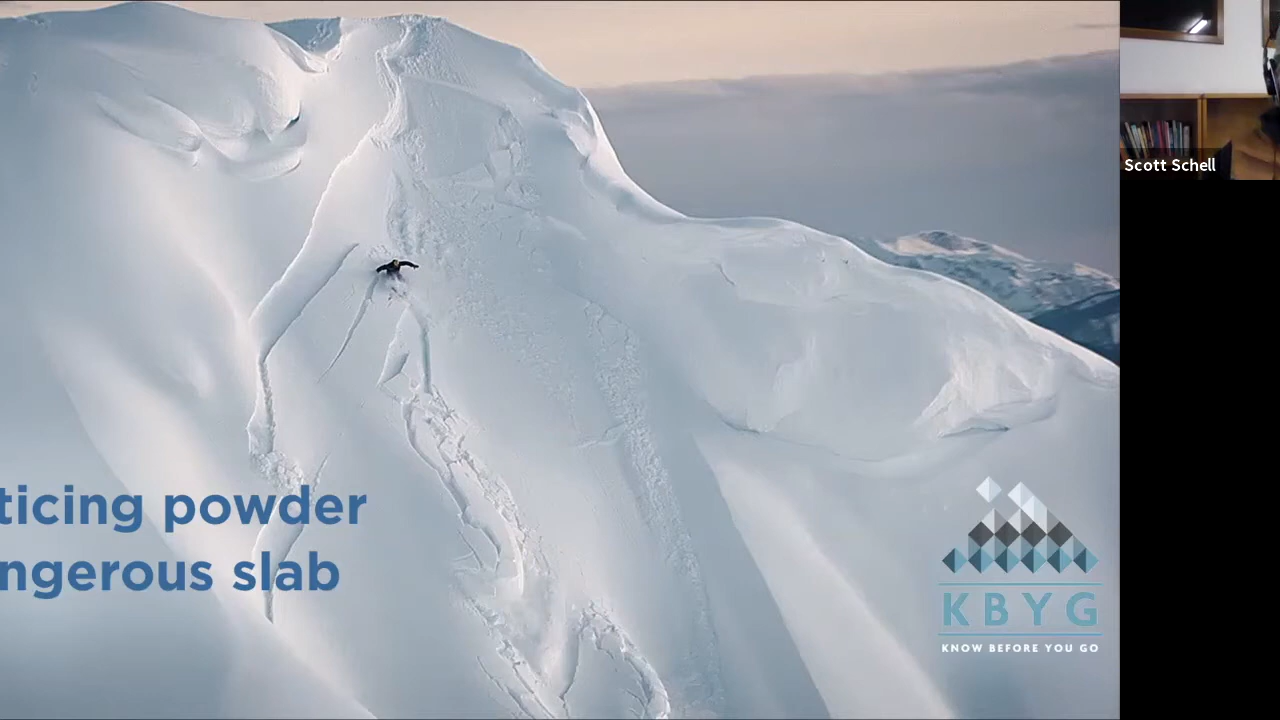 ticing powder
ngerous slab
KBYG
KNOW BEFORE YOU GO
Scott Schell